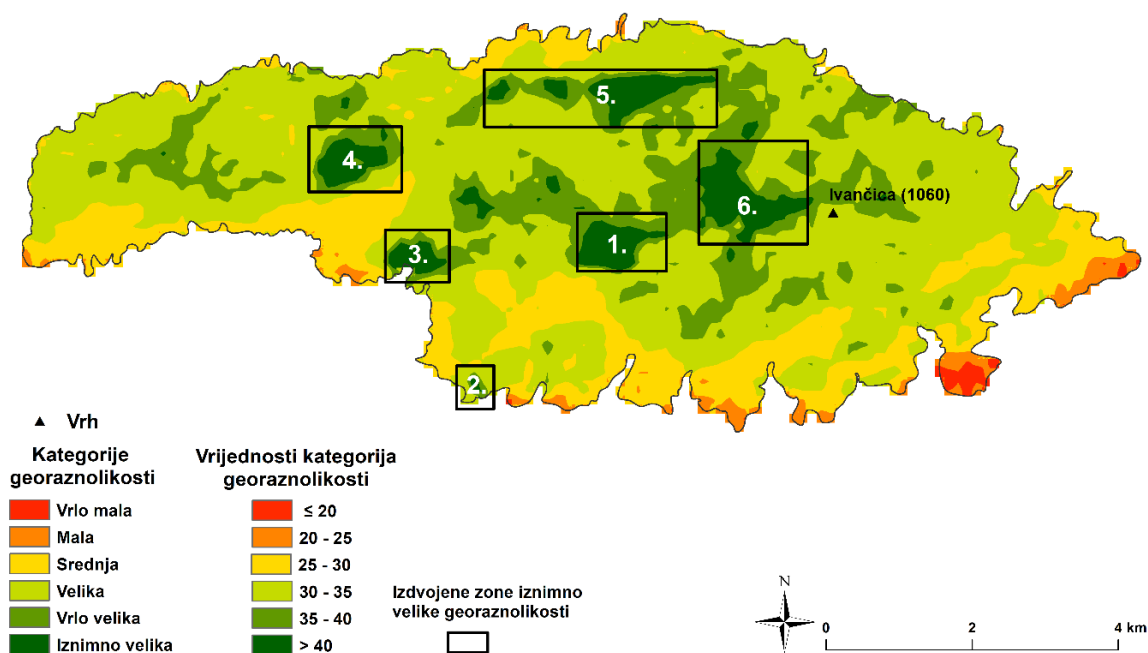 5.
4.
6.
Ivančica (1060)
1.
3.
2.
Vrh
Kategorije
georaznolikosti
Vrlo mala
Mala
Srednja
Velika
Vrlo velika
Iznimno velika
Vrijednosti kategorija
georaznolikosti
≤ 20
20 - 25
25 - 30
30 - 35
35 - 40
> 40
Izdvojene zone iznimno
velike georaznolikosti
N
0 2 4 km